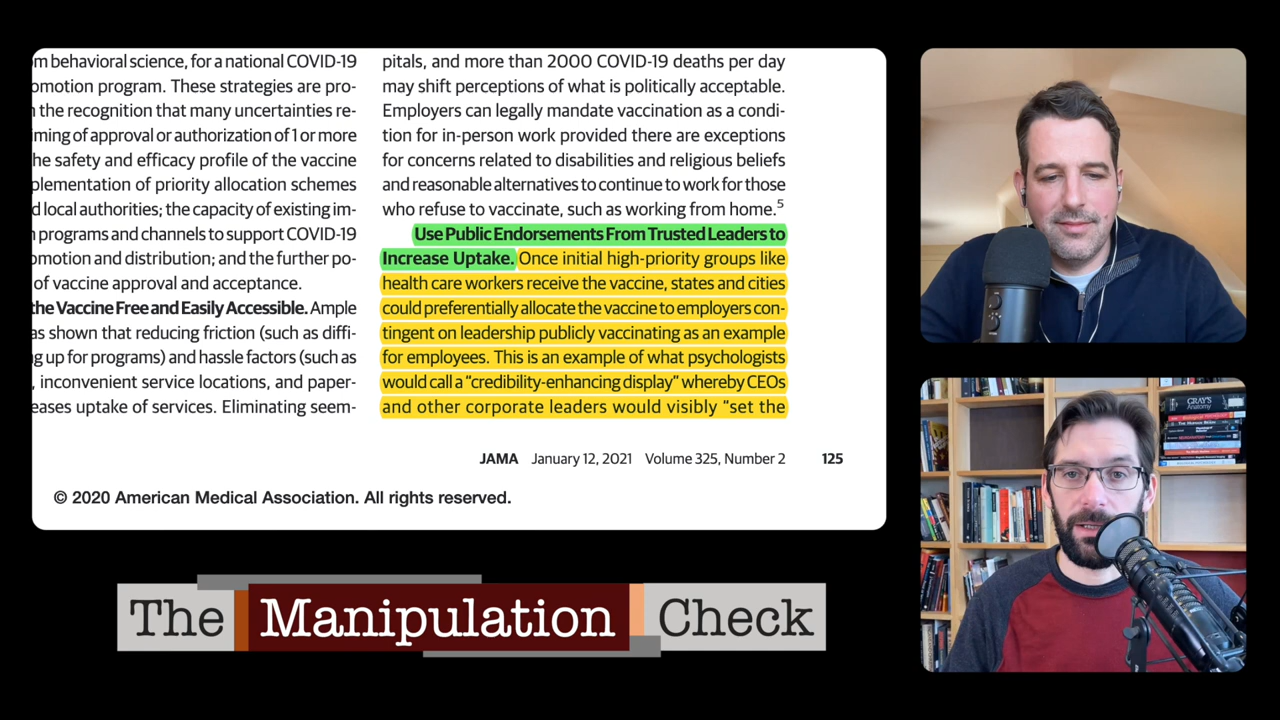 m behavioral science, for a national COVID-19
omotion program. These strategies are pro-
n the recognition that many uncertainties re-
iming of approval or authorization of 1 or more
he safety and efficacy profile of the vaccine
plementation of priority allocation schemes
d local authorities; the capacity of existing im-
n programs and channels to support COVID-19
omotion and distribution; and the further po-
of vaccine approval and acceptance.
the Vaccine Free and Easily Accessible. Ample
as shown that reducing friction (such as diffi-
ng up for programs) and hassle factors (such as
, inconvenient service locations, and paper-
eases uptake of services. Eliminating seem-
pitals, and more than 2000 COVID-19 deaths per day
may shift perceptions of what is politically acceptable.
Employers can legally mandate vaccination as a condi-
tion for in-person work provided there are exceptions
for concerns related to disabilities and religious beliefs
and reasonable alternatives to continue to work for those
who refuse to vaccinate, such as working from home.5
Use Public Endorsements From Trusted Leaders to
Increase Uptake. Once initial high-priority groups like
health care workers receive the vaccine, states and cities
could preferentially allocate the vaccine to employers con-
tingent on leadership publicly vaccinating as an example
for employees. This is an example of what psychologists
would call a “credibility-enhancing display” whereby CEOs
and other corporate leaders would visibly “set the
JAMA January 12, 2021 Volume 325, Number 2 125
© 2020 American Medical Association. All rights reserved.
The Manipulation Check
GRAY'S
Anatomy